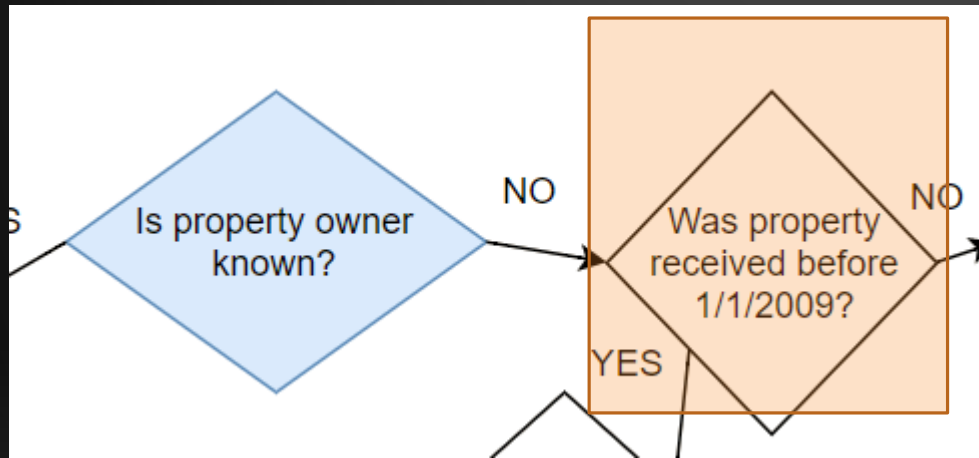 Is property owner
known?
NO
Was property
received before
1/1/2009?
NO
YES